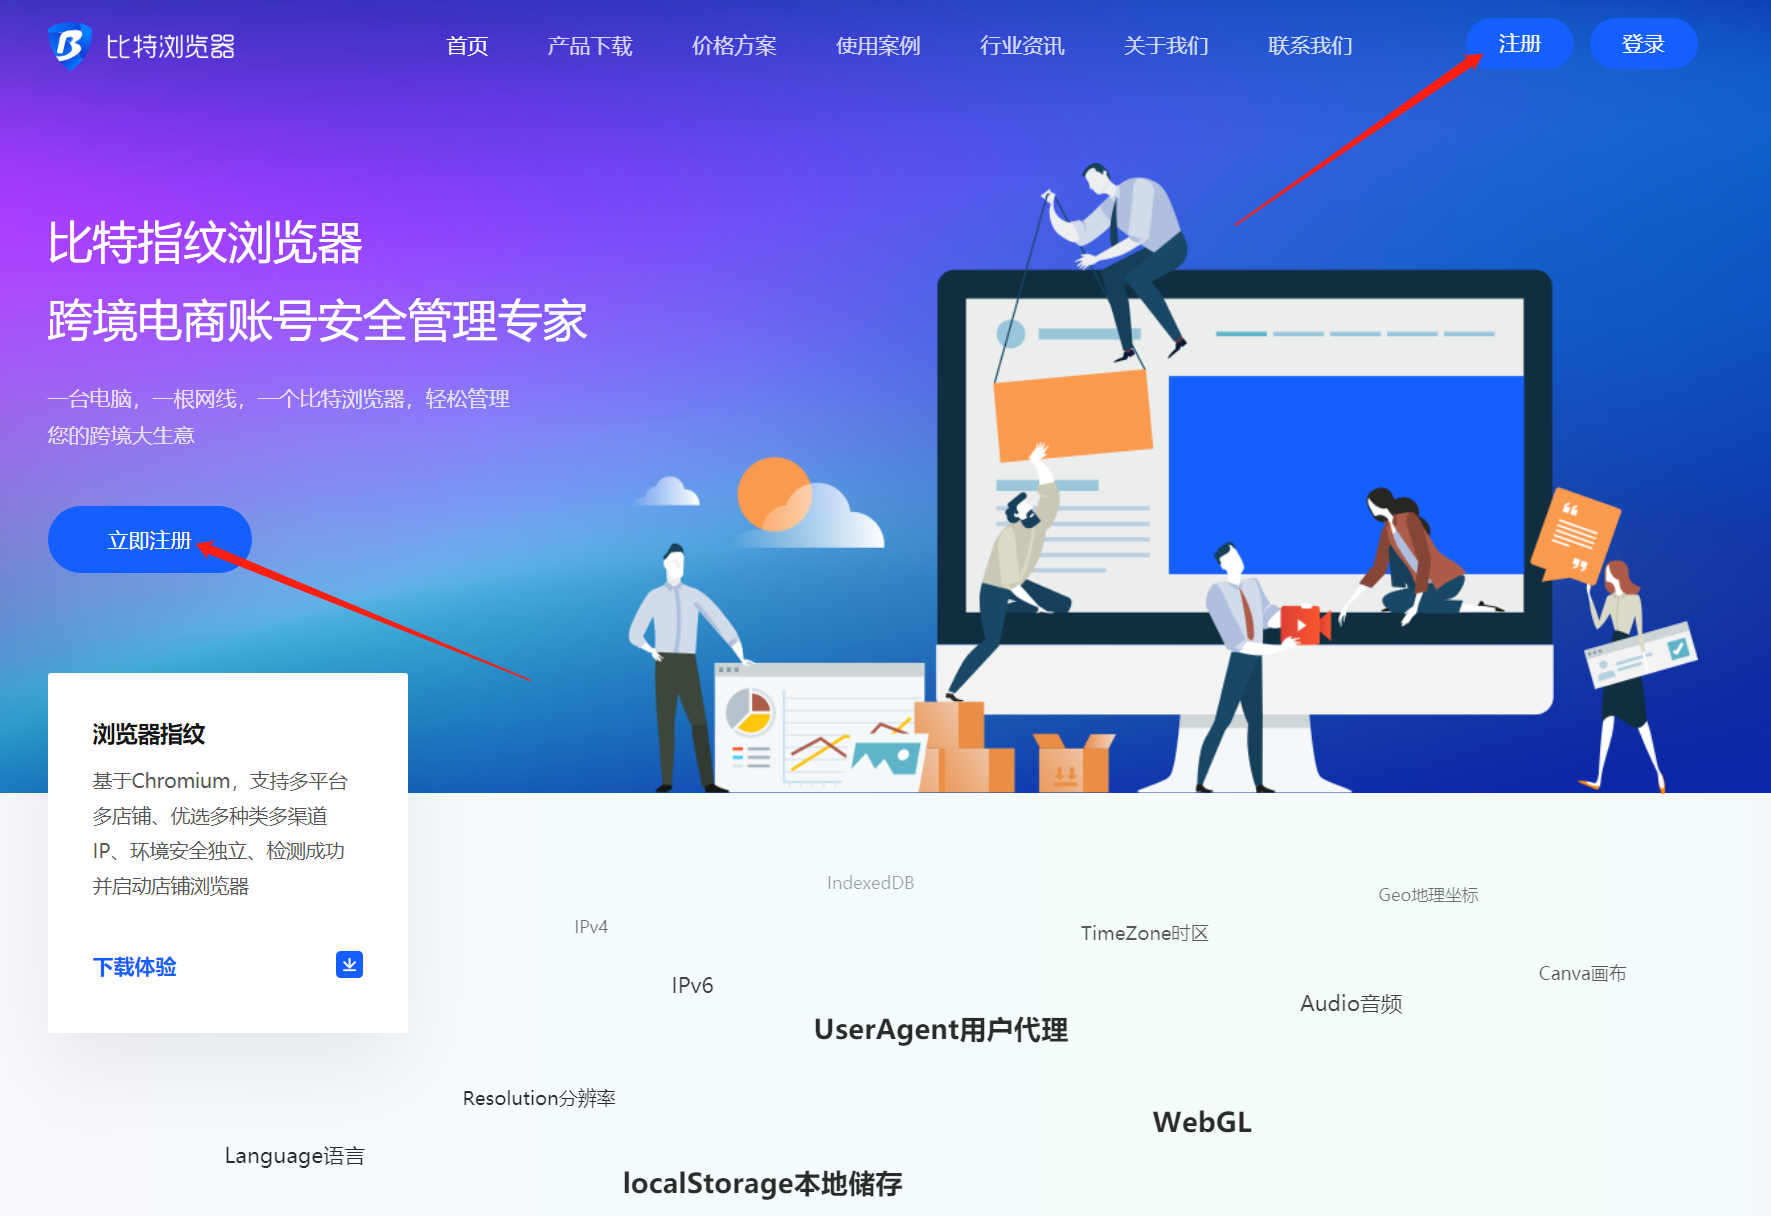 比特浏览器
首页
产品下载
价格方案
使用案例
行业资讯
关于我们
联系我们
注册
登录
比特指纹浏览器
跨境电商账号安全管理专家
一台电脑，一根网线，一个比特浏览器，轻松管理
您的跨境大生意
立即注册
浏览器指纹
基于Chromium，支持多平台
多店铺、优选多种类多渠道
IP、环境安全独立、检测成功
并启动店铺浏览器
下载体验
IndexedDB
Geo地理坐标
IPv4
TimeZone时区
Canva画布
IPv6
Audio音频
UserAgent用户代理
Resolution分辨率
WebGL
Language语言
localStorage本地储存